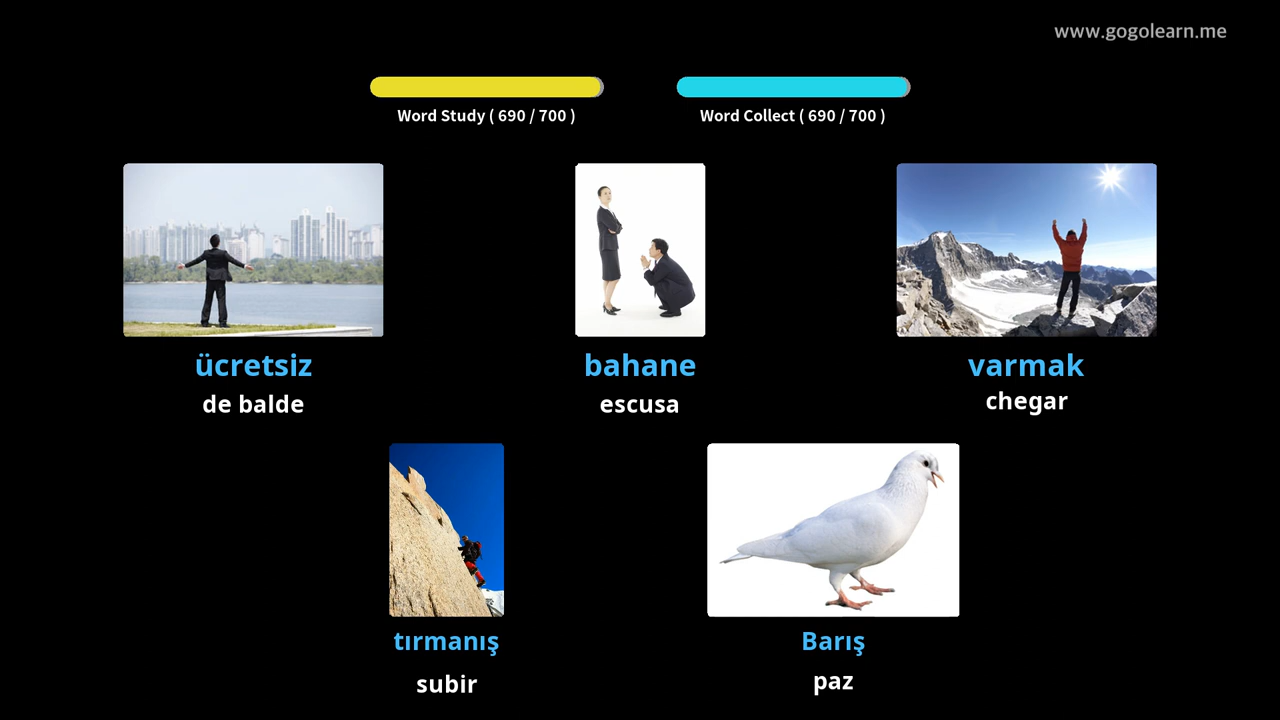 www.gogolearn.me
Word Study ( 690 / 700 )
Word Collect ( 690 / 700 )
ücretsiz
de balde
bahane
escusa
varmak
chegar
tırmanış
subir
Barış
paz